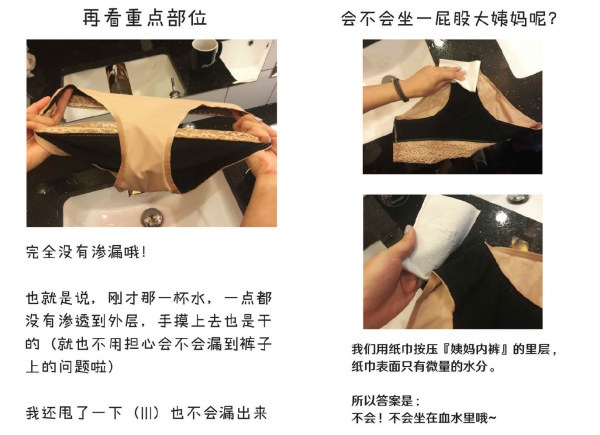 再看重点部位
完全没有渗漏哦!
也就是说，刚才那一杯水，一点都
没有渗透到外层，手摸上去也是干
的（就也不用担心会不会漏到裤子
上的问题啦）
我还甩了一下（|||）也不会漏出来
会不会坐一屁股大姨妈呢?
我们用纸巾按压『姨妈内裤』的里层，
纸巾表面只有微量的水分。
所以答案是：
不会！不会坐在血水里哦~